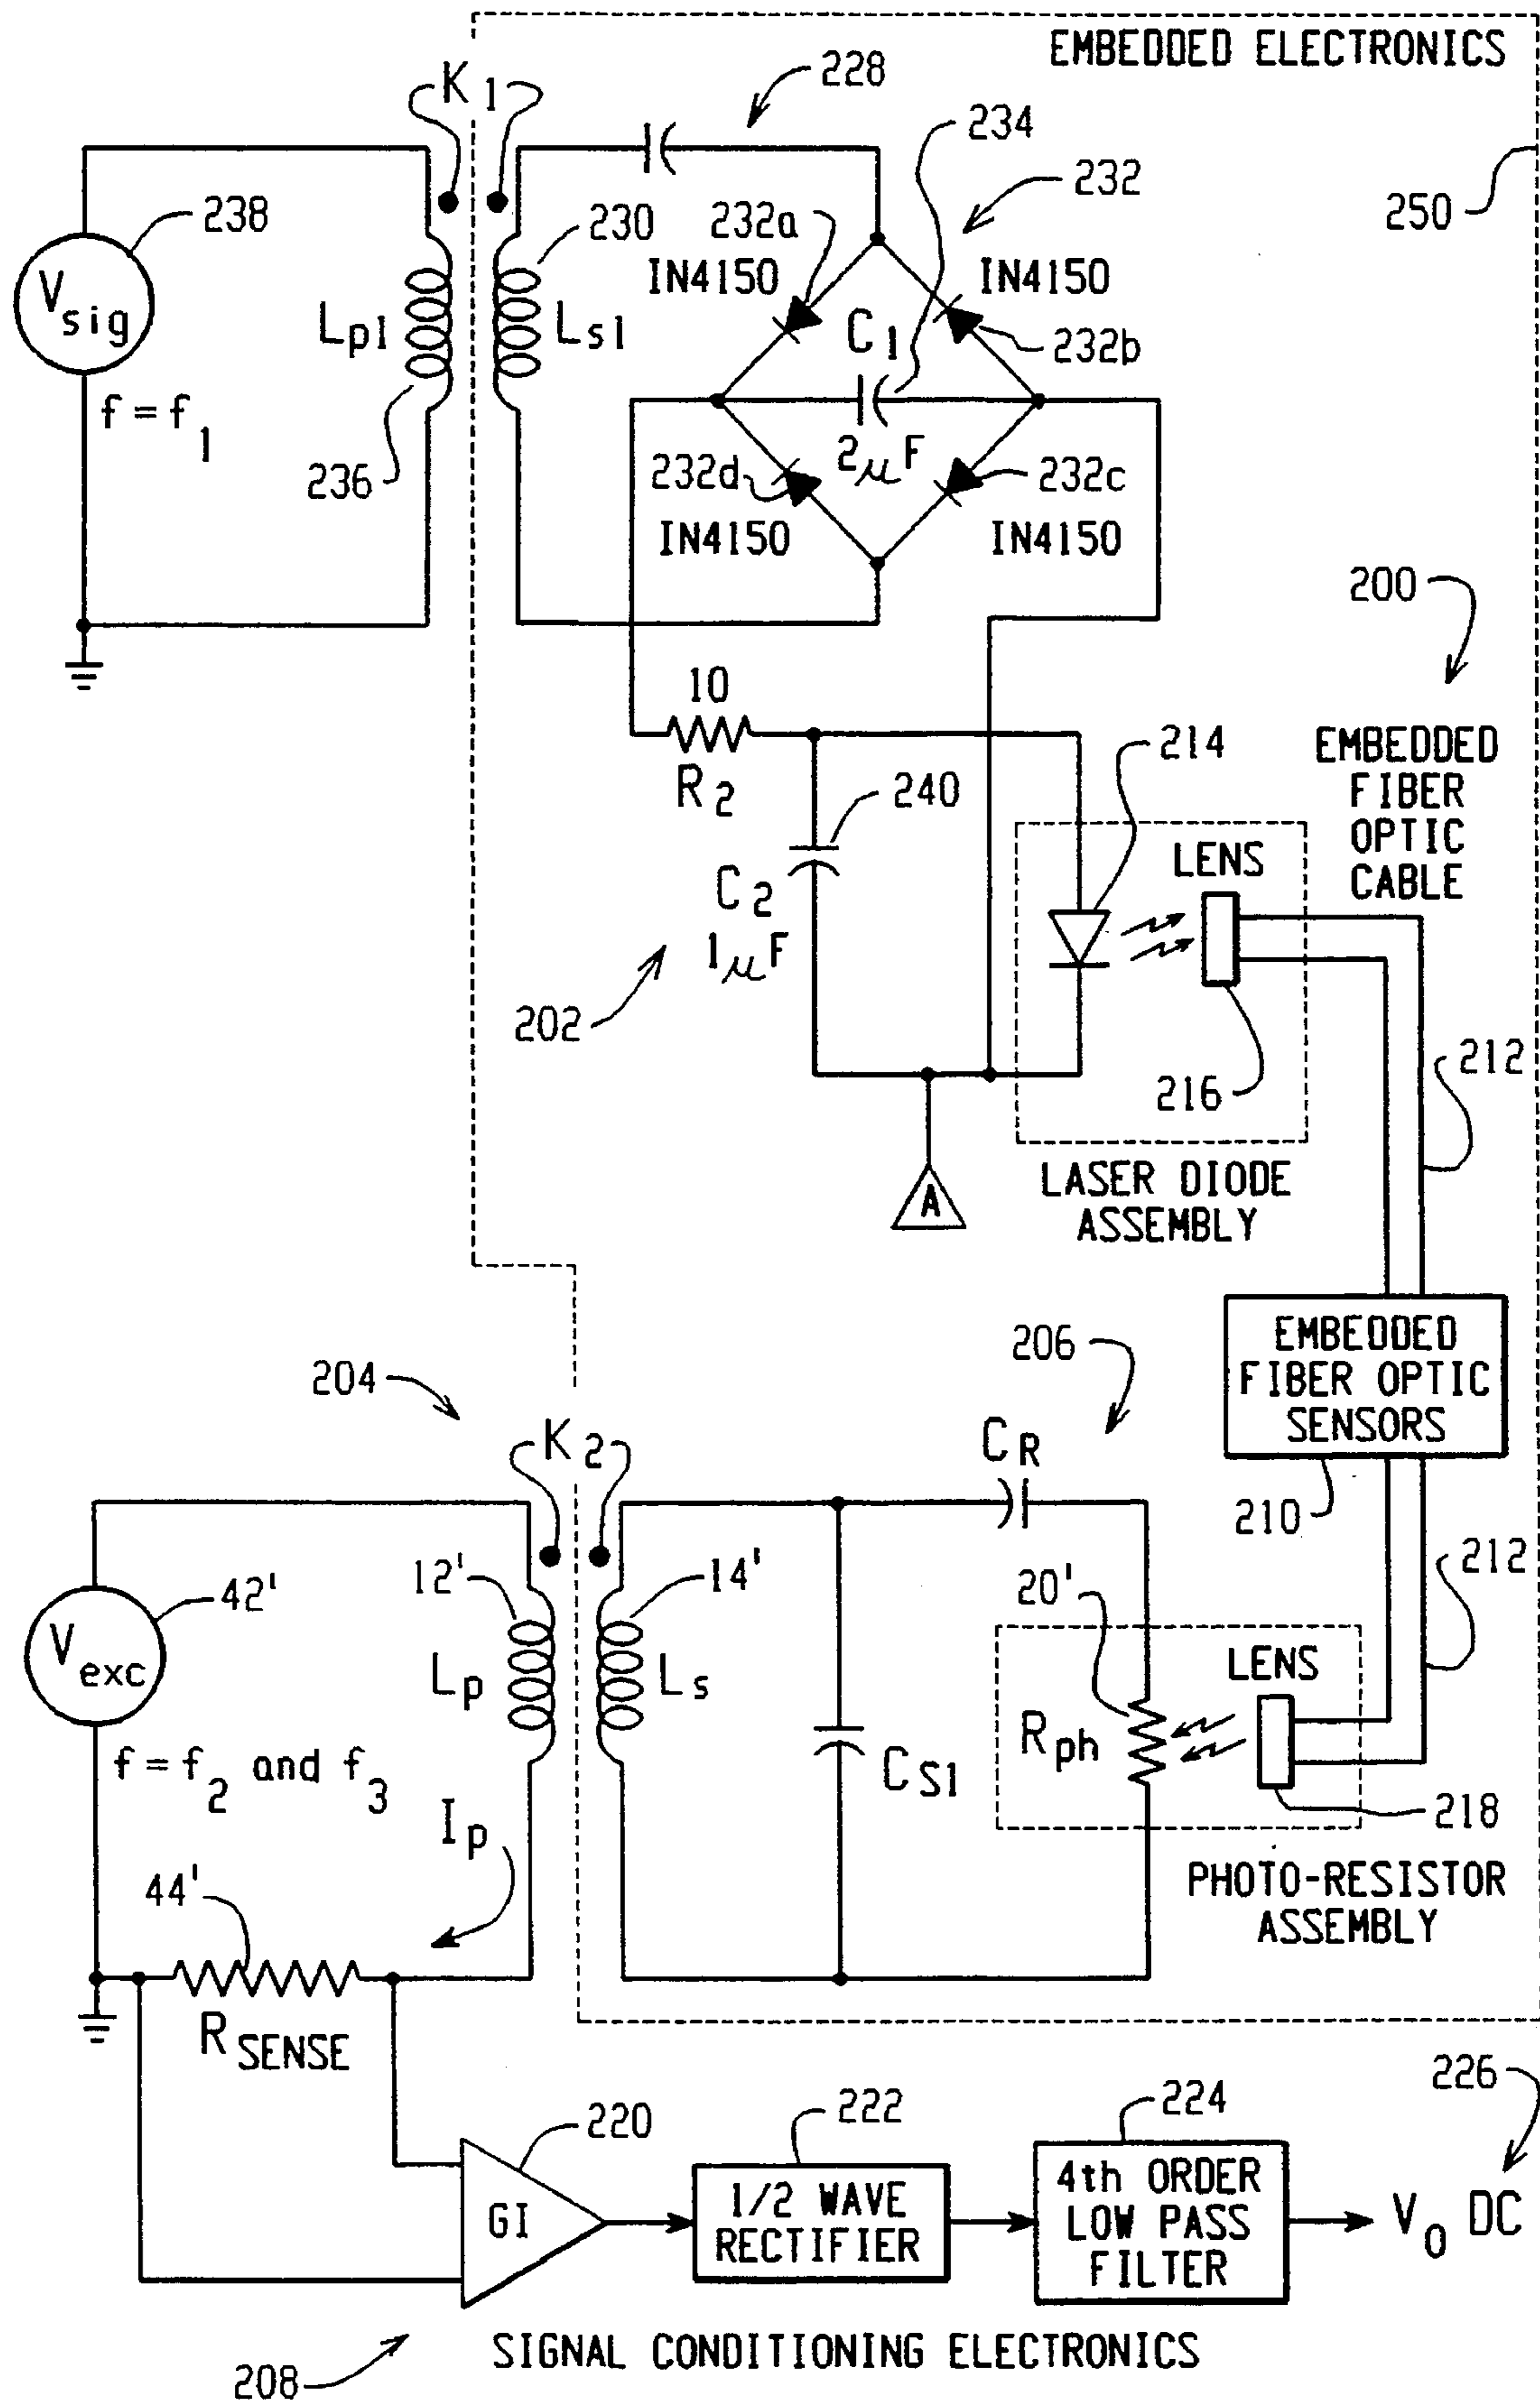 EMBEDDED ELECTRONICS
K1
228
234
232
250
238
230
232a
IN4150
IN4150
Vsig
Lp1
Ls1
C1
232b
f = f1
236
2μF
232d
232c
IN4150
IN4150
200
10
R2
214
EMBEDDED
FIBER
OPTIC
CABLE
240
LENS
C2
1μF
202
216
212
LASER DIODE
ASSEMBLY
A
EMBEDDED
FIBER OPTIC
SENSORS
206
204
K2
CR
210
212
42'
12'
14'
20'
Vexc
Lp
Ls
LENS
Rph
f = f2 and f3
CS1
218
Ip
44'
PHOTO-RESISTOR
ASSEMBLY
RSENSE
226
220
222
224
GI
1/2 WAVE
RECTIFIER
4th ORDER
LOW PASS
FILTER
V0 DC
SIGNAL CONDITIONING ELECTRONICS
208